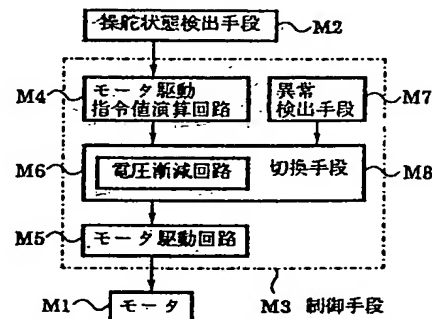 操舵状態検出手段 M2
M4 モータ駆動指令値演算回路
異常検出手段 M7
M6 電圧漸減回路 切換手段 M8
M5 モータ駆動回路
M1 モータ
M3 制御手段